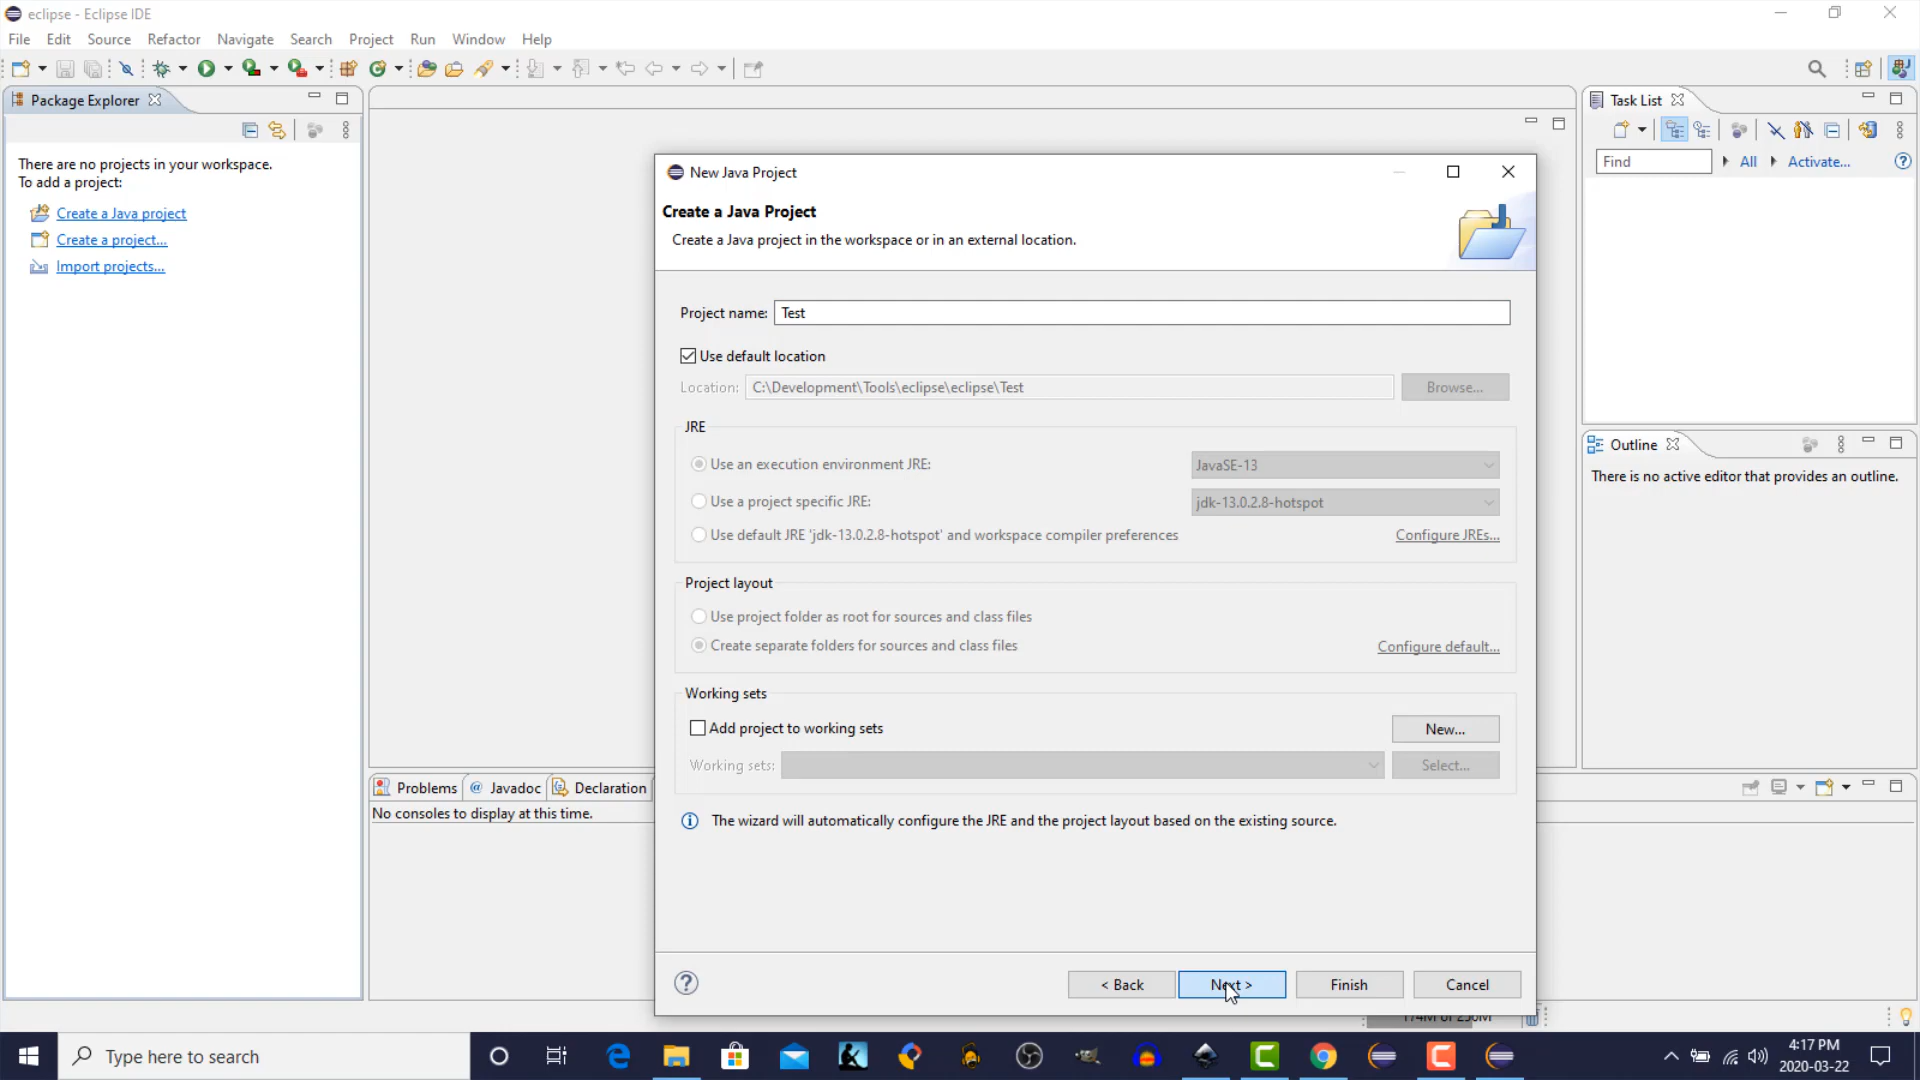 eclipse - Eclipse IDE
File Edit Source Refactor Navigate Search Project Run Window Help
Package Explorer
There are no projects in your workspace.
To add a project:
Create a Java project
Create a project...
Import projects...
New Java Project
Create a Java Project
Create a Java project in the workspace or in an external location.
Project name: Test
Use default location
Location: C:\Development\Tools\eclipse\eclipse\Test Browse...
JRE
Use an execution environment JRE: JavaSE-13
Use a project specific JRE: jdk-13.0.2.8-hotspot
Use default JRE 'jdk-13.0.2.8-hotspot' and workspace compiler preferences Configure JREs...
Project layout
Use project folder as root for sources and class files
Create separate folders for sources and class files Configure default...
Working sets
Add project to working sets New...
Working sets: Select...
The wizard will automatically configure the JRE and the project layout based on the existing source.
< Back Next > Finish Cancel
Task List
Find All Activate...
Outline
There is no active editor that provides an outline.
Problems @ Javadoc Declaration
No consoles to display at this time.
Type here to search
4:17 PM
2020-03-22